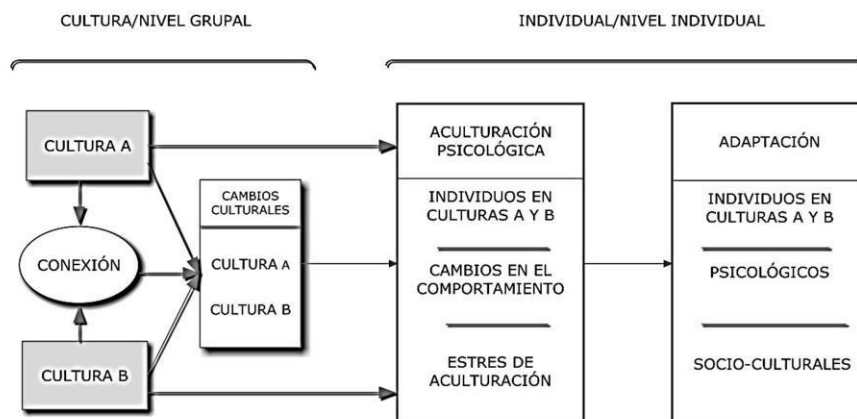 CULTURA/NIVEL GRUPAL
INDIVIDUAL/NIVEL INDIVIDUAL
CULTURA A
CONEXIÓN
CULTURA B
CAMBIOS
CULTURALES
CULTURA A
CULTURA B
ACULTURACIÓN
PSICOLÓGICA
INDIVIDUOS EN
CULTURAS A Y B
CAMBIOS EN EL
COMPORTAMIENTO
ESTRES DE
ACULTURACIÓN
ADAPTACIÓN
INDIVIDUOS EN
CULTURAS A Y B
PSICOLÓGICOS
SOCIO-CULTURALES